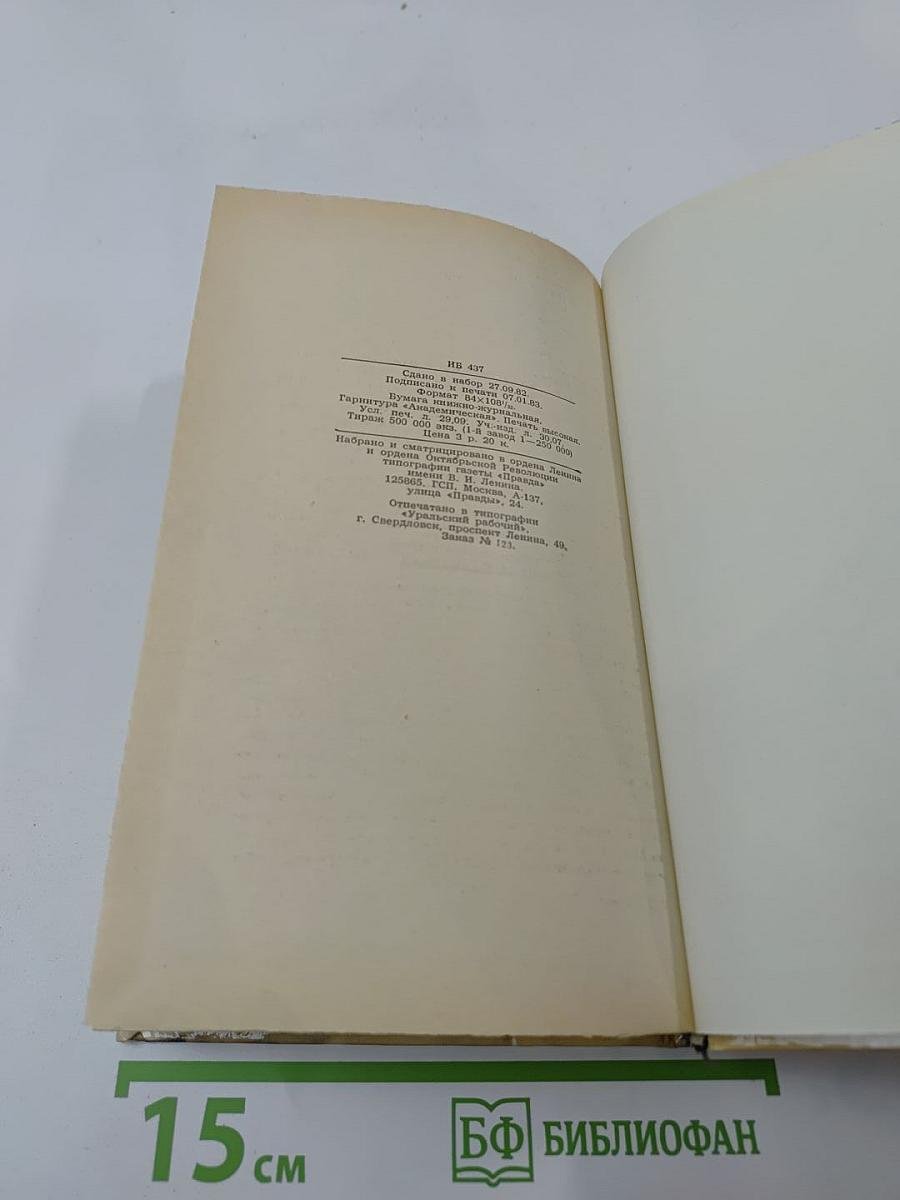 ИБ 437
Сдано в набор 27.09.82.
Подписано к печати 07.01.83.
Формат 84×108¹/₃₂.
Бумага книжно-журнальная.
Гарнитура «Академическая». Печать высокая.
Усл. печ. л. 29,09. Уч.-изд. л. 30,07.
Тираж 500 000 экз. (1-й завод 1—250 000)
Цена 3 р. 20 к.
Набрано и сматрицировано в ордена Ленина
и ордена Октябрьской Революции
типографии газеты «Правда»
имени В. И. Ленина.
125865, ГСП, Москва, А-137,
улица «Правды», 24.
Отпечатано в типографии
«Уральский рабочий».
г. Свердловск, проспект Ленина, 49.
Заказ № 123.
15 см
БФ БИБЛИОФАН